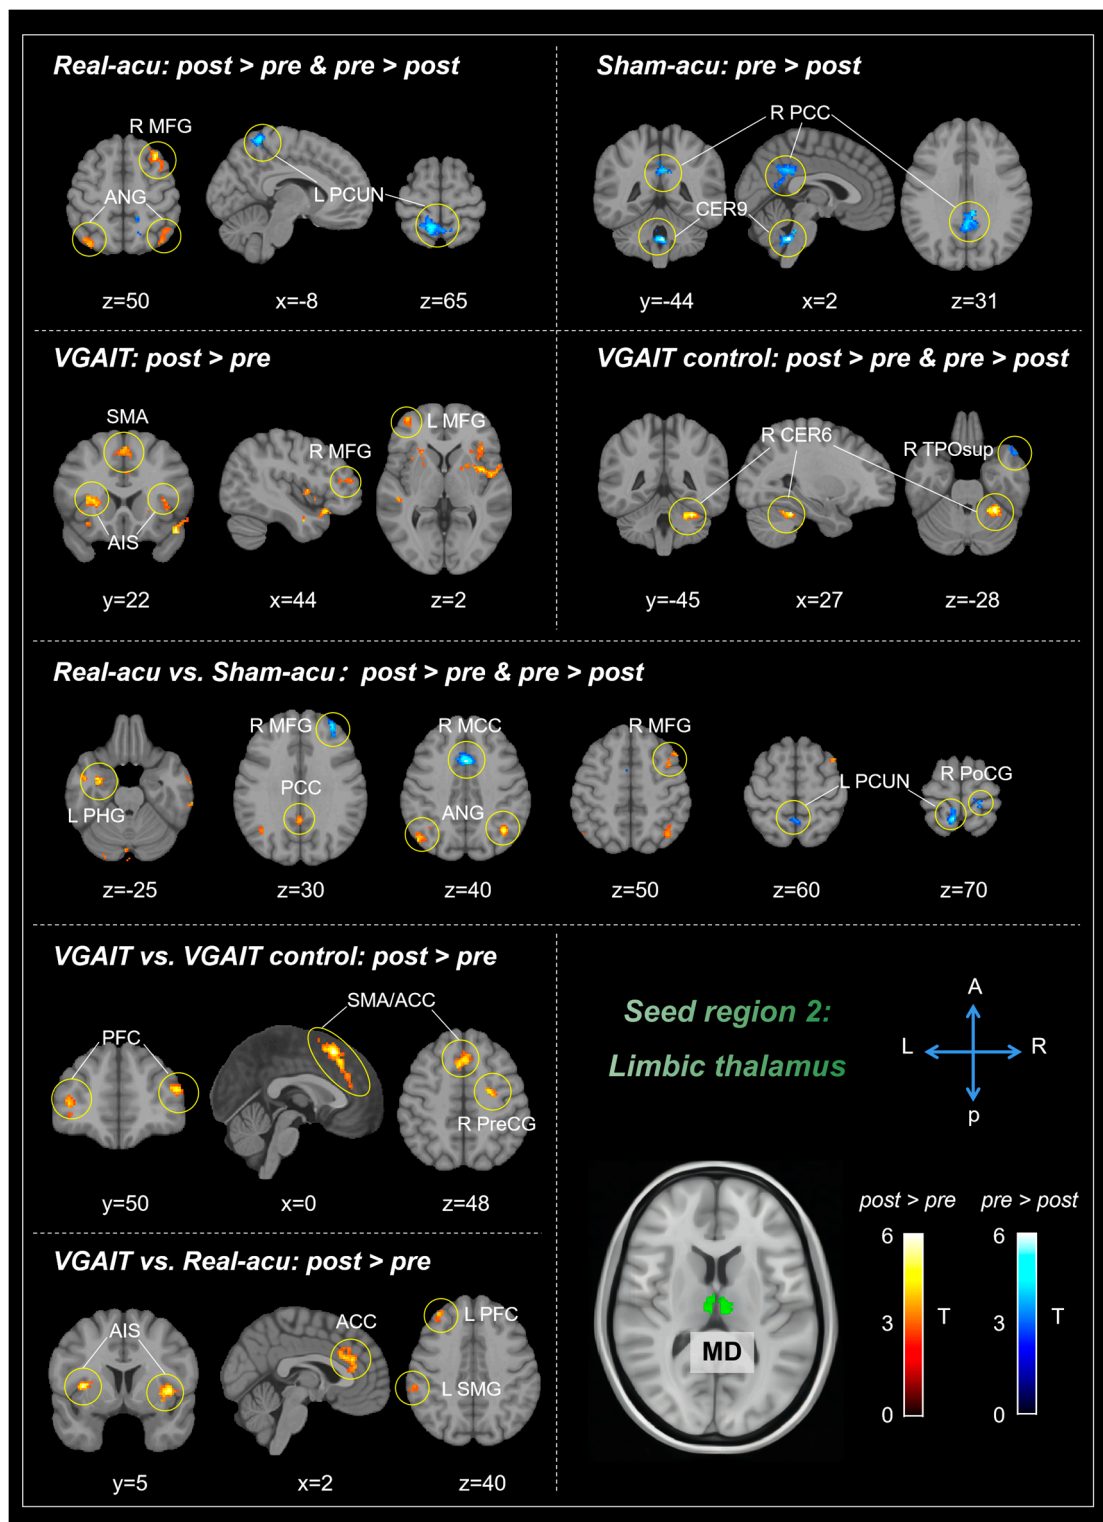 Real-acu: post > pre & pre > post
R MFG
ANG
L PCUN
z=50
x=-8
z=65
Sham-acu: pre > post
R PCC
CER9
y=-44
x=2
z=31
VGAIT: post > pre
SMA
R MFG
L MFG
AIS
y=22
x=44
z=2
VGAIT control: post > pre & pre > post
R CER6
R TPOsup
y=-45
x=27
z=-28
Real-acu vs. Sham-acu: post > pre & pre > post
L PHG
R MFG
PCC
R MCC
ANG
R MFG
L PCUN
R PoCG
z=-25
z=30
z=40
z=50
z=60
z=70
VGAIT vs. VGAIT control: post > pre
SMA/ACC
PFC
R PreCG
y=50
x=0
z=48
Seed region 2:
Limbic thalamus
A
L
R
p
MD
post > pre
6
3
0
T
pre > post
6
3
0
T
VGAIT vs. Real-acu: post > pre
AIS
ACC
L PFC
L SMG
y=5
x=2
z=40